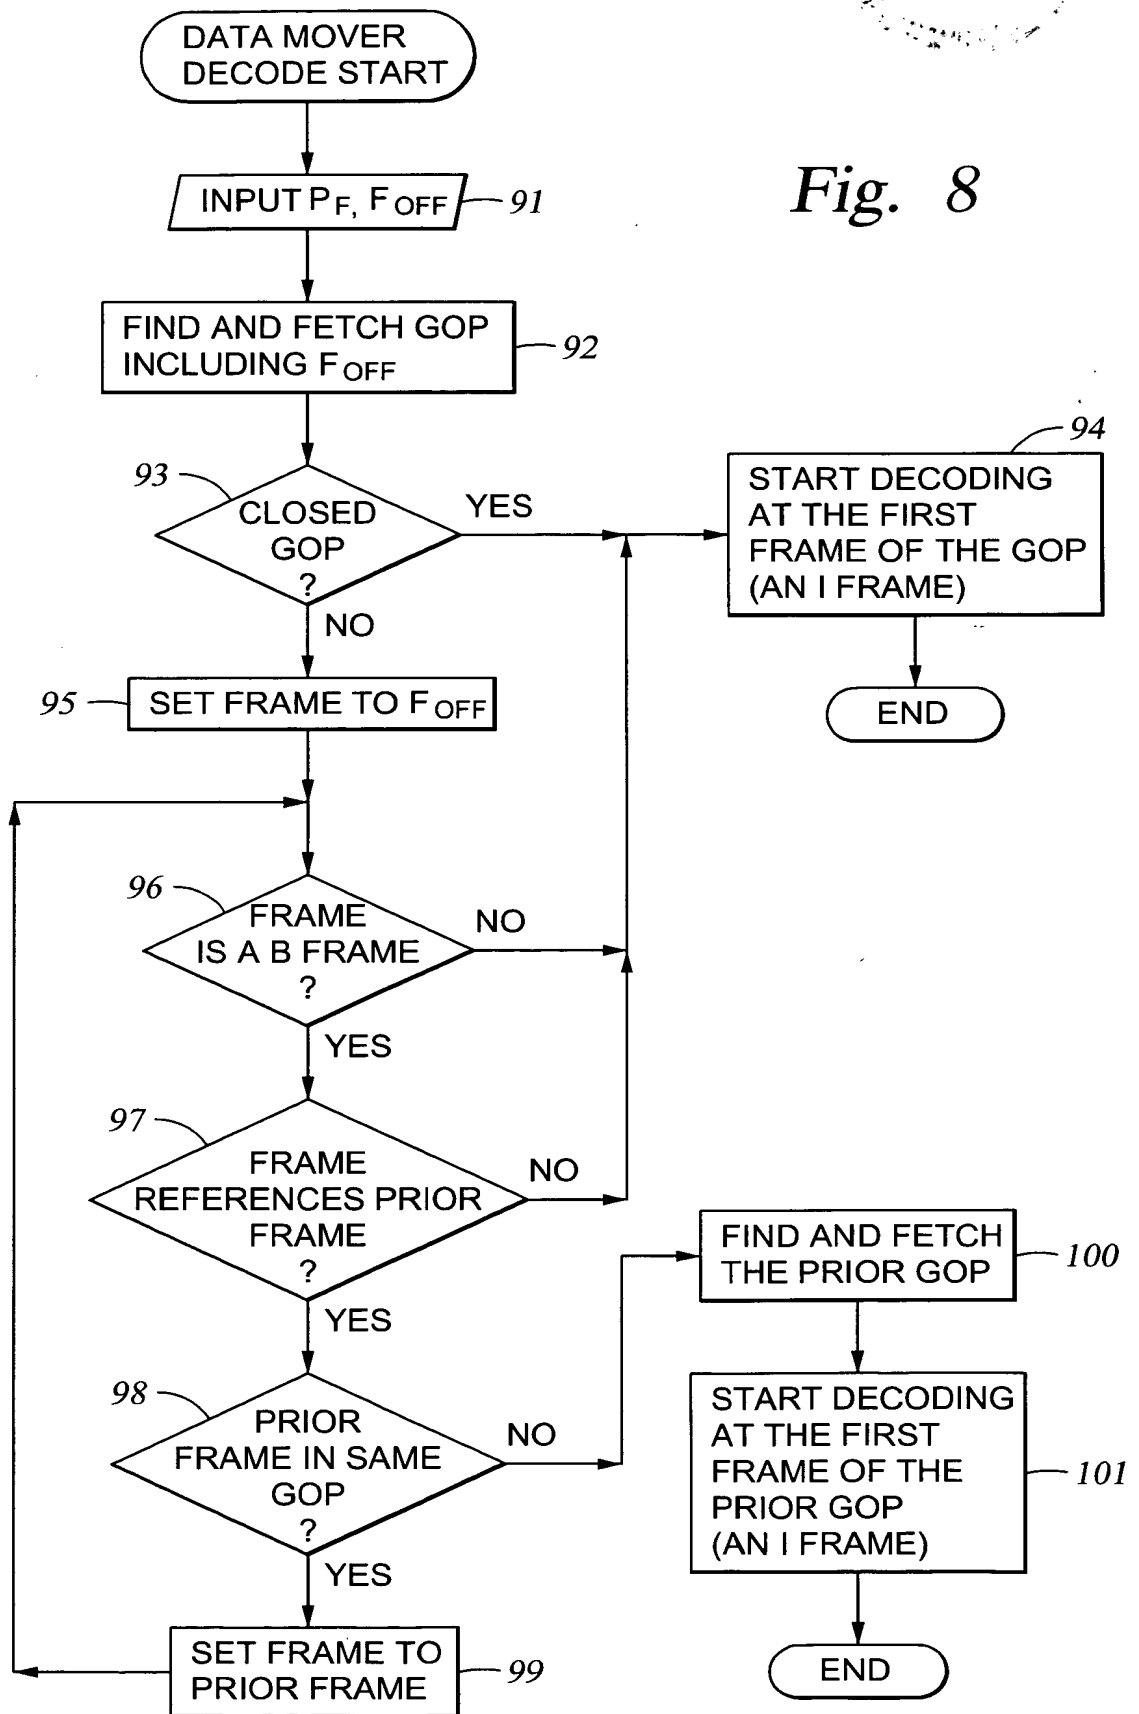 DATA MOVER
DECODE START
Fig. 8
INPUT PF, FOFF
91
FIND AND FETCH GOP
INCLUDING FOFF
92
93
CLOSED
GOP
?
YES
NO
94
START DECODING
AT THE FIRST
FRAME OF THE GOP
(AN I FRAME)
END
95
SET FRAME TO FOFF
96
FRAME
IS A B FRAME
?
NO
YES
97
FRAME
REFERENCES PRIOR
FRAME
?
NO
YES
98
PRIOR
FRAME IN SAME
GOP
?
NO
YES
99
SET FRAME TO
PRIOR FRAME
FIND AND FETCH
THE PRIOR GOP
100
START DECODING
AT THE FIRST
FRAME OF THE
PRIOR GOP
(AN I FRAME)
101
END